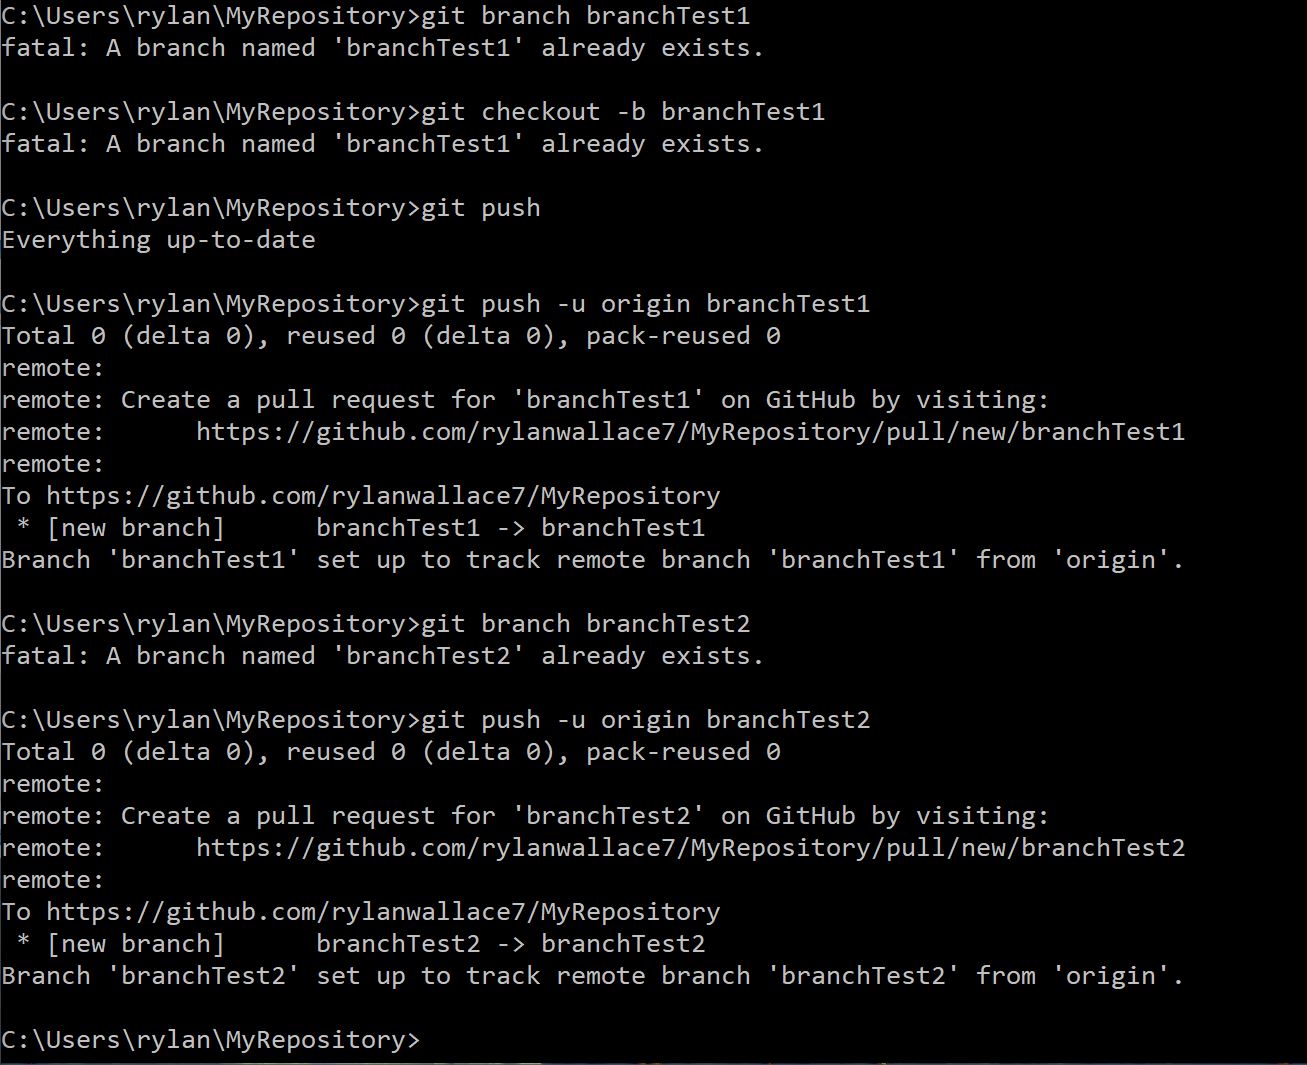 C:\Users\rylan\MyRepository>git branch branchTest1
fatal: A branch named 'branchTest1' already exists.
C:\Users\rylan\MyRepository>git checkout -b branchTest1
fatal: A branch named 'branchTest1' already exists.
C:\Users\rylan\MyRepository>git push
Everything up-to-date
C:\Users\rylan\MyRepository>git push -u origin branchTest1
Total 0 (delta 0), reused 0 (delta 0), pack-reused 0
remote:
remote: Create a pull request for 'branchTest1' on GitHub by visiting:
remote:      https://github.com/rylanwallace7/MyRepository/pull/new/branchTest1
remote:
To https://github.com/rylanwallace7/MyRepository
 * [new branch]      branchTest1 -> branchTest1
Branch 'branchTest1' set up to track remote branch 'branchTest1' from 'origin'.
C:\Users\rylan\MyRepository>git branch branchTest2
fatal: A branch named 'branchTest2' already exists.
C:\Users\rylan\MyRepository>git push -u origin branchTest2
Total 0 (delta 0), reused 0 (delta 0), pack-reused 0
remote:
remote: Create a pull request for 'branchTest2' on GitHub by visiting:
remote:      https://github.com/rylanwallace7/MyRepository/pull/new/branchTest2
remote:
To https://github.com/rylanwallace7/MyRepository
 * [new branch]      branchTest2 -> branchTest2
Branch 'branchTest2' set up to track remote branch 'branchTest2' from 'origin'.
C:\Users\rylan\MyRepository>